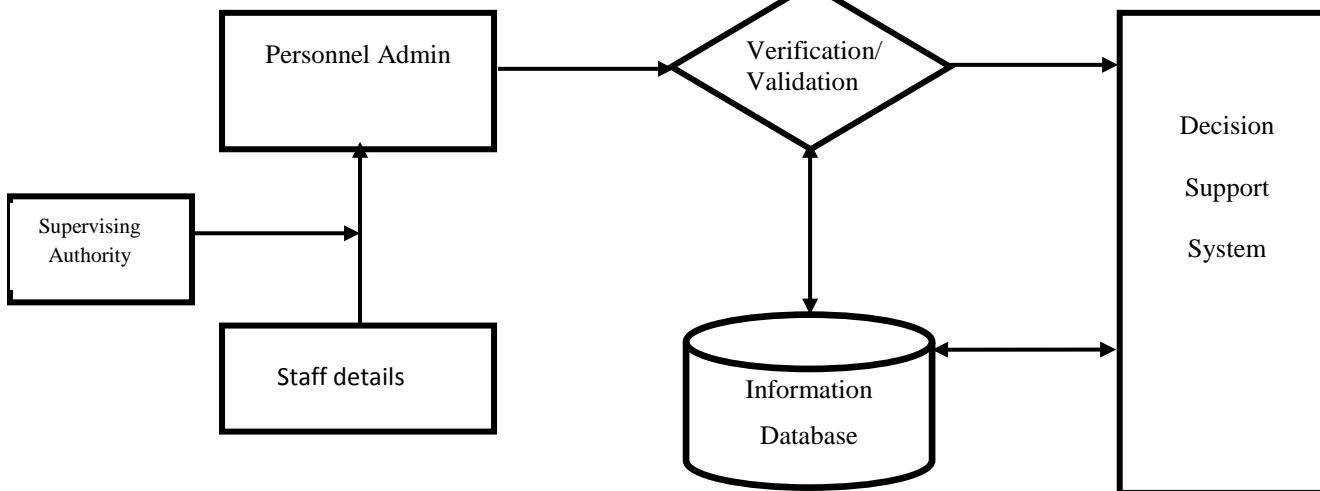 Personnel Admin
Verification/
Validation
Decision
Support
System
Supervising
Authority
Staff details
Information
Database